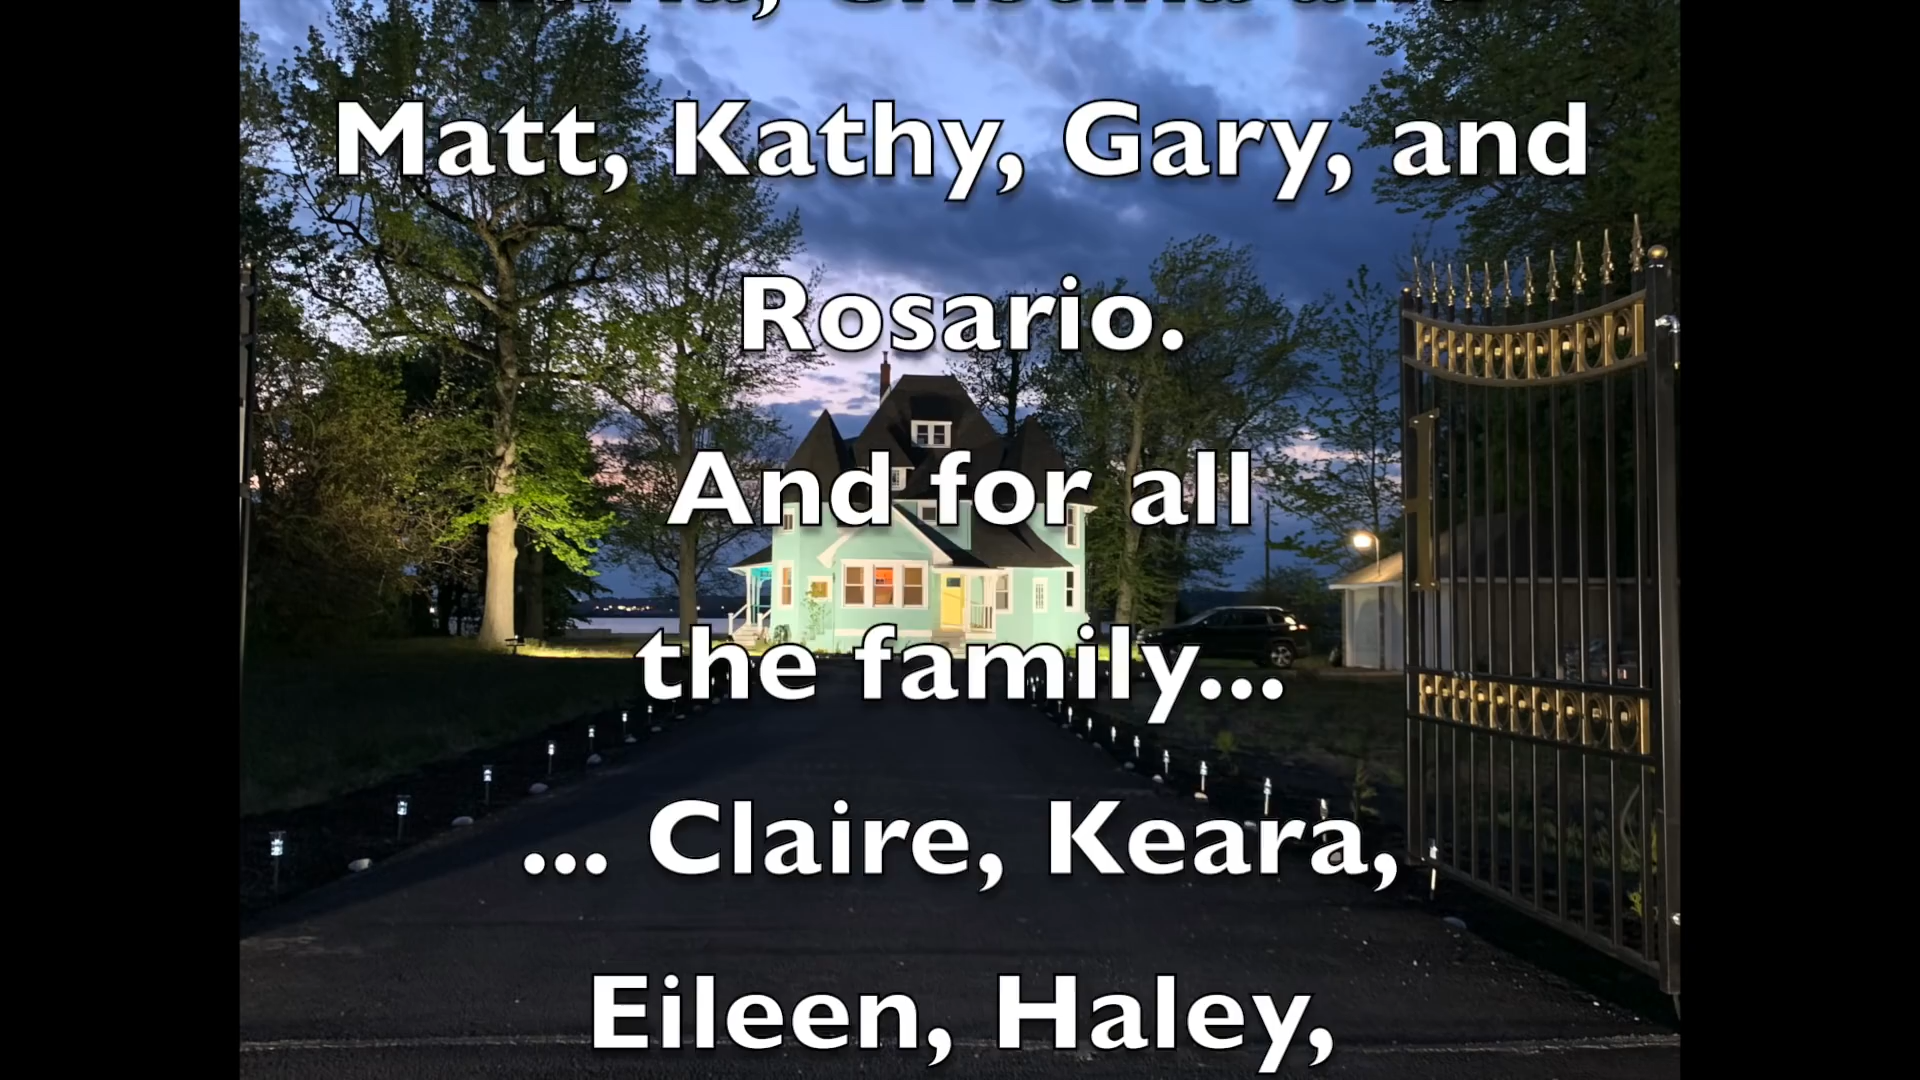 Matt, Kathy, Gary, and
Rosario.
And for all
the family...
... Claire, Keara,
Eileen, Haley,